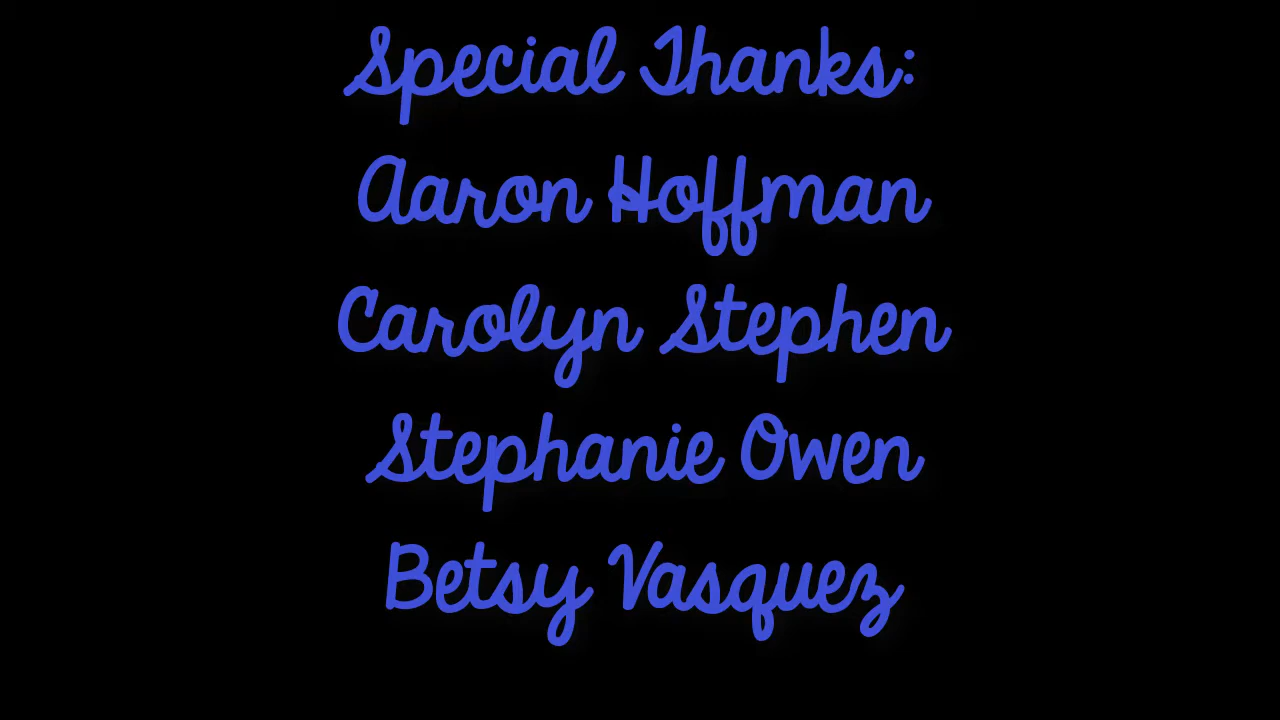 Special Thanks:
Aaron Hoffman
Carolyn Stephen
Stephanie Owen
Betsy Vasquez